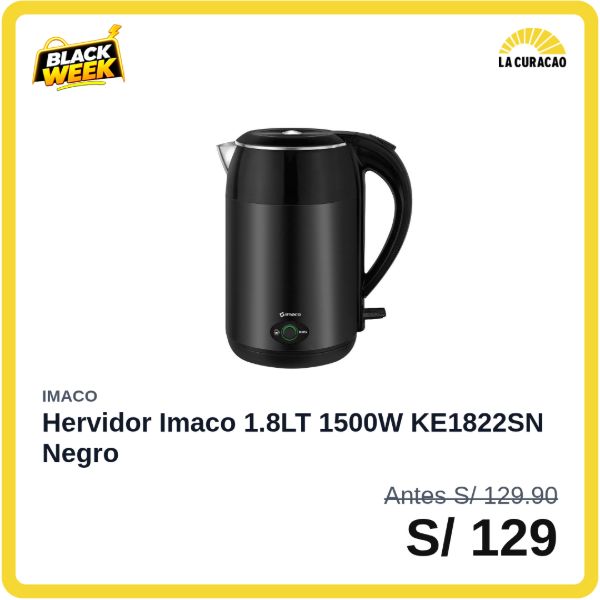 BLACK
WEEK
LA CURACAO
imaco
IMACO
Hervidor Imaco 1.8LT 1500W KE1822SN
Negro
Antes S/ 129.90
S/ 129